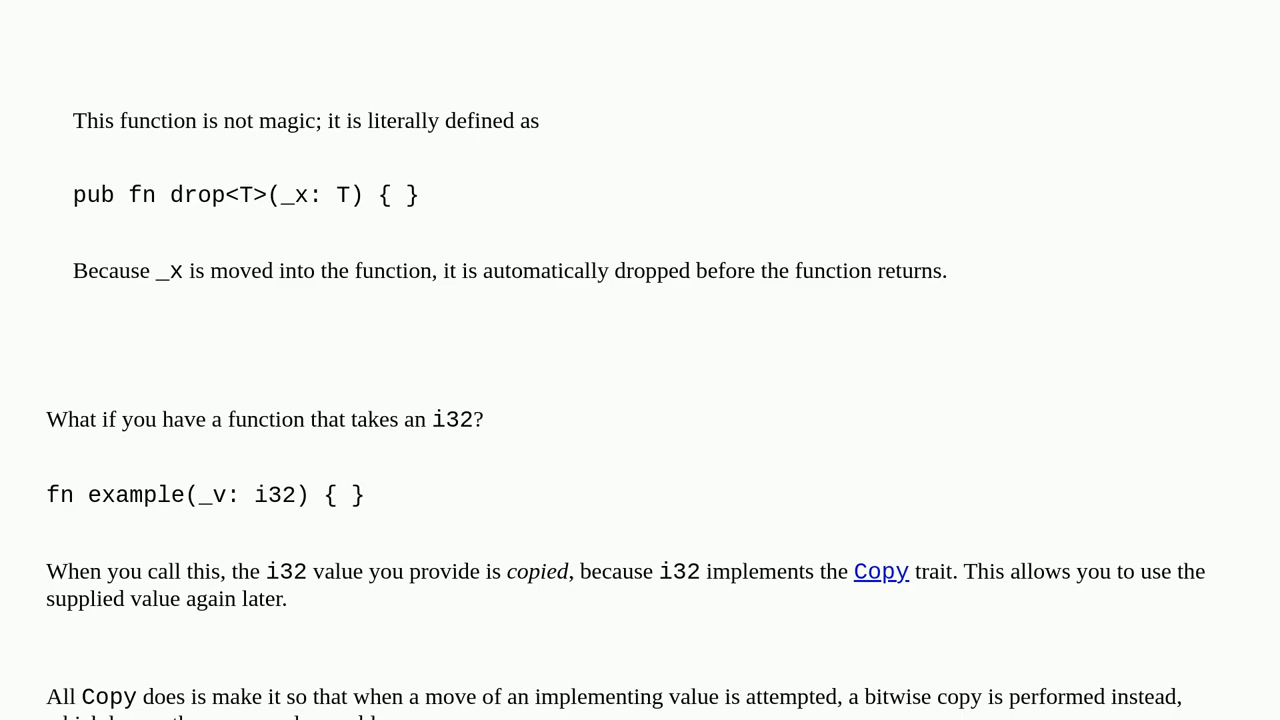 This function is not magic; it is literally defined as
pub fn drop<T>(_x: T) { }
Because _x is moved into the function, it is automatically dropped before the function returns.
What if you have a function that takes an i32?
fn example(_v: i32) { }
When you call this, the i32 value you provide is copied, because i32 implements the Copy trait. This allows you to use the
supplied value again later.
All Copy does is make it so that when a move of an implementing value is attempted, a bitwise copy is performed instead,